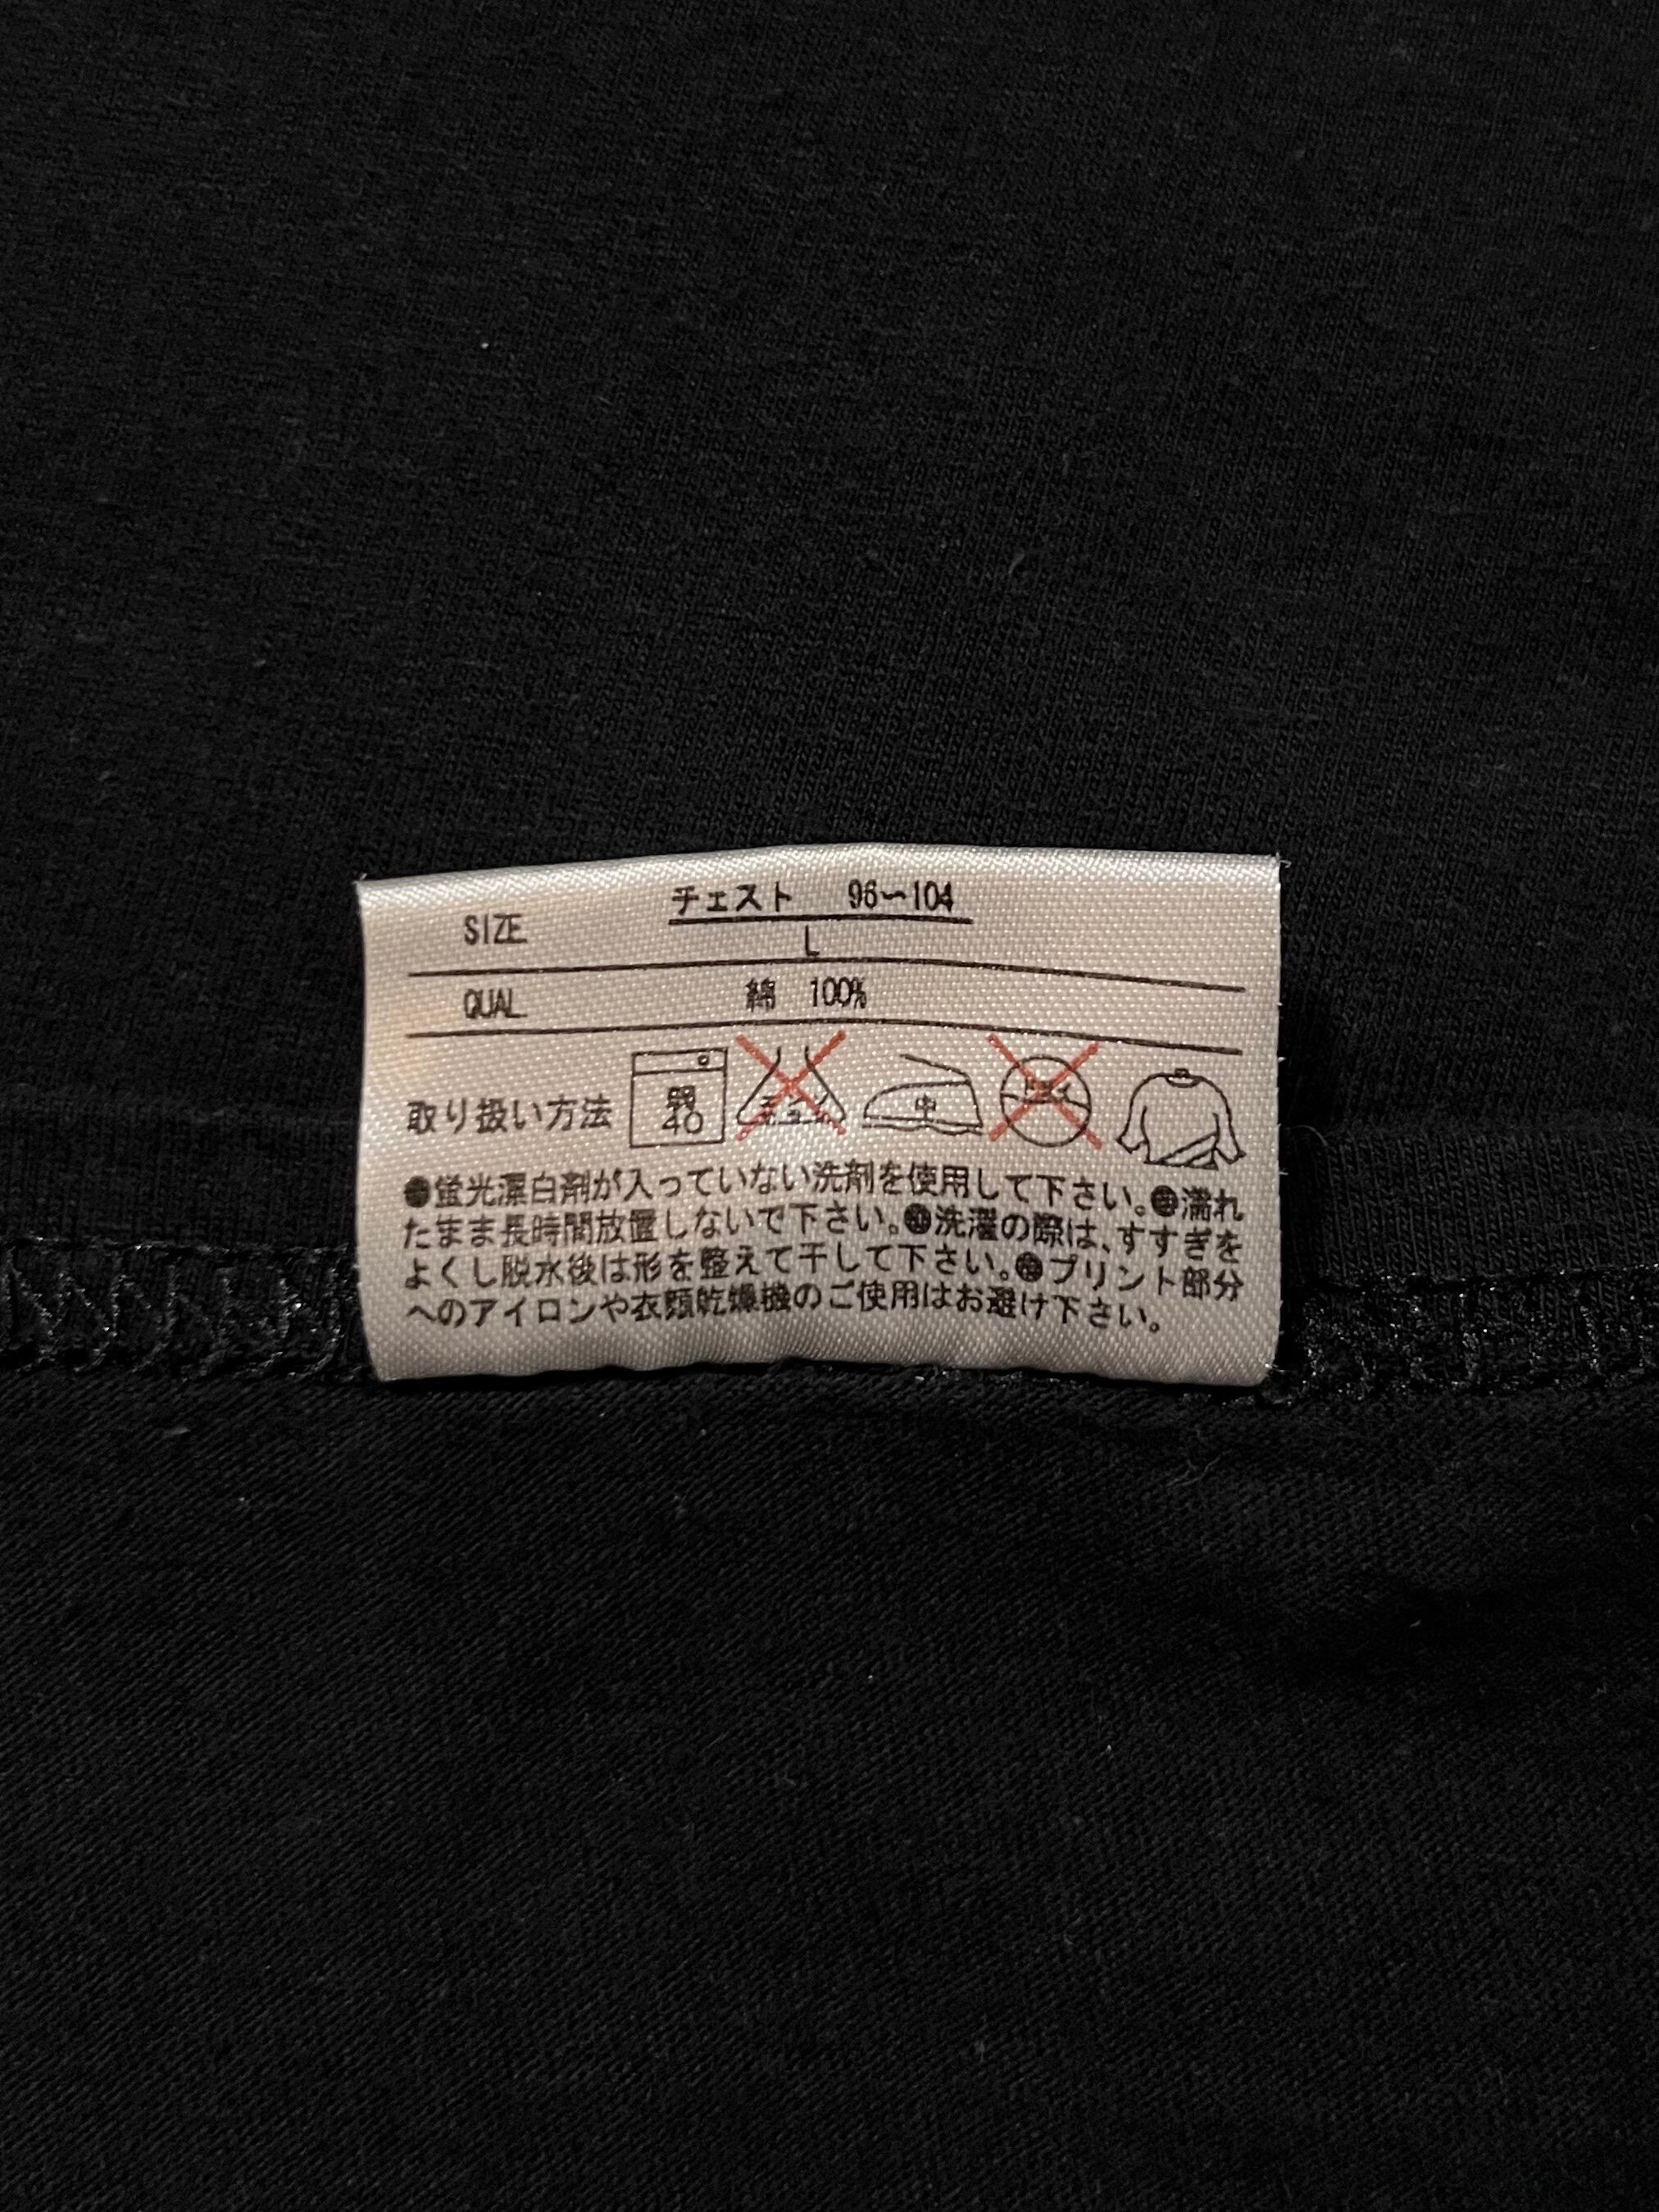 チェスト 96〜104
SIZE
L
QUAL. 綿 100%
取り扱い方法 弱 40 中
●蛍光漂白剤が入っていない洗剤を使用して下さい。●濡れ
たまま長時間放置しないで下さい。●洗濯の際は、すすぎを
よくし脱水後は形を整えて干して下さい。●プリント部分
へのアイロンや衣類乾燥機のご使用はお避け下さい。